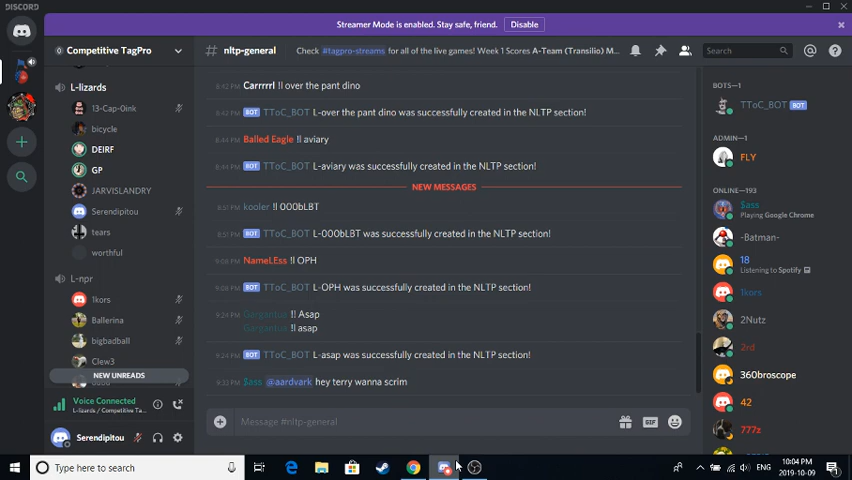 DISCORD
Streamer Mode is enabled. Stay safe, friend. Disable
Competitive TagPro
# nltp-general Check #tagpro-streams for all of the live games! Week 1 Scores A-Team (Transilio) M... Search
L-lizards
13-Cap-0ink
bicycle
DEIRF
GP
JARVISLANDRY
Serendipitou
tears
worthful
L-npr
1kors
Ballerina
bigbadball
Clew3
NEW UNREADS
Voice Connected
L-lizards / Competitive Ta...
Serendipitou
8:42 PM Carrrrrl !l over the pant dino
BOT TToC_BOT L-over the pant dino was successfully created in the NLTP section!
8:44 PM Balled Eagle !l aviary
8:44 PM BOT TToC_BOT L-aviary was successfully created in the NLTP section!
NEW MESSAGES
8:51 PM kooler !l 000bLBT
8:51 PM BOT TToC_BOT L-000bLBT was successfully created in the NLTP section!
9:08 PM NameLEss !l OPH
9:08 PM BOT TToC_BOT L-OPH was successfully created in the NLTP section!
9:24 PM Gargantua !! Asap
Gargantua !l asap
9:24 PM BOT TToC_BOT L-asap was successfully created in the NLTP section!
9:33 PM $ass @aardvark hey terry wanna scrim
Message #nltp-general
GIF
BOTS—1
TToC_BOT BOT
ADMIN—1
FLY
ONLINE—193
$ass
Playing Google Chrome
-Batman-
18
Listening to Spotify
1kors
2Nutz
2rd
360broscope
42
777z
Type here to search
ENG
10:04 PM
2019-10-09